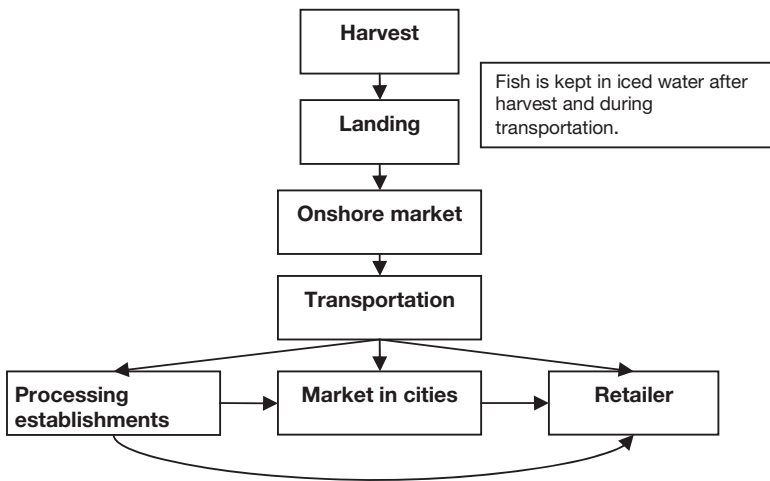 Harvest
Fish is kept in iced water after
harvest and during
transportation.
Landing
Onshore market
Transportation
Processing
establishments
Market in cities
Retailer